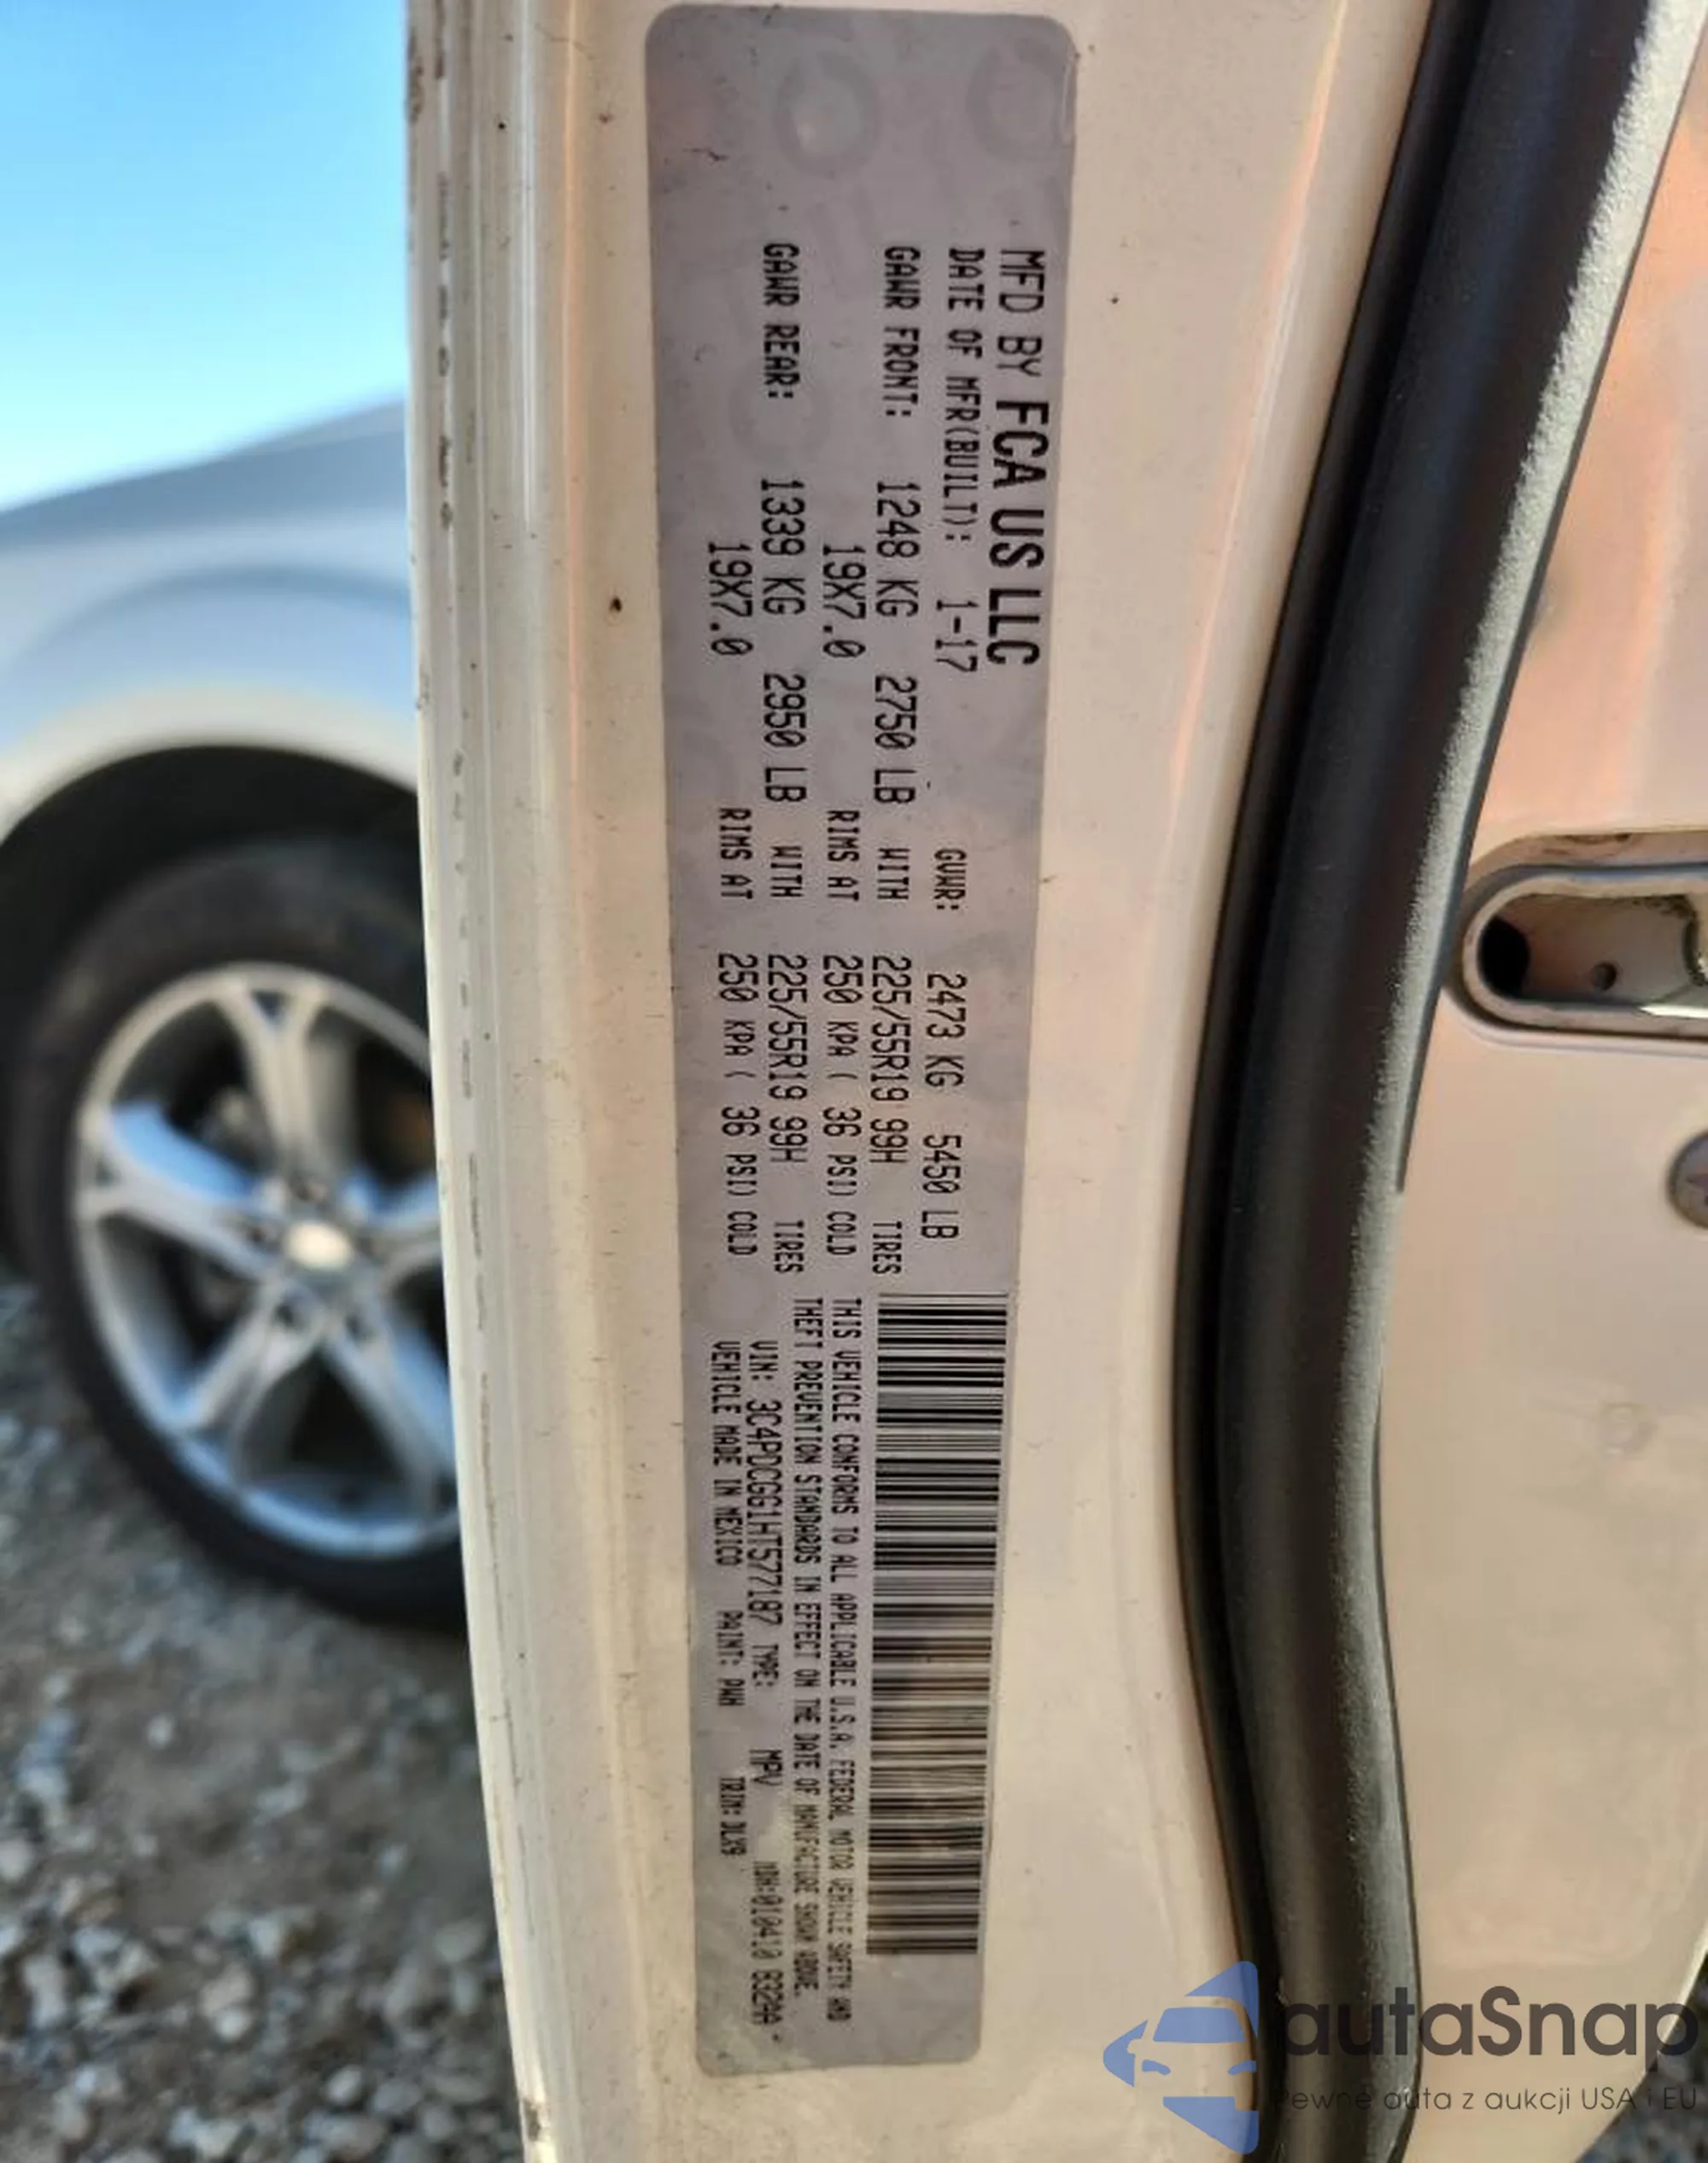 MFD BY FCA US LLC
DATE OF MFR(BUILT): 1-17 GVWR: 2473 KG 5450 LB
GAWR FRONT: 1248 KG 2750 LB WITH 225/55R19 99H TIRES
19X7.0 RIMS AT 250 KPA ( 36 PSI) COLD
GAWR REAR: 1339 KG 2950 LB WITH 225/55R19 99H TIRES
19X7.0 RIMS AT 250 KPA ( 36 PSI) COLD
THIS VEHICLE CONFORMS TO ALL APPLICABLE U.S.A. FEDERAL MOTOR VEHICLE SAFETY AND
THEFT PREVENTION STANDARDS IN EFFECT ON THE DATE OF MANUFACTURE SHOWN ABOVE.
VIN: 3C4PDCGG1HT577187 TYPE: MPV MDH: 010410 932AA
VEHICLE MADE IN MEXICO PAINT: PWH TRIM: DLX9
autaSnap
Pewne auta z aukcji USA i EU